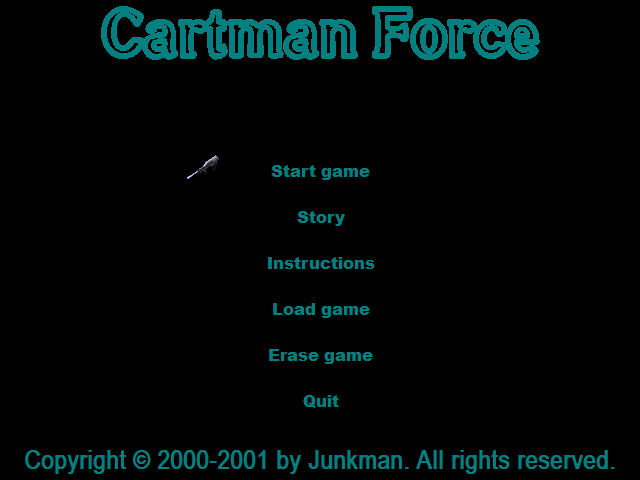 Cartman Force
Start game
Story
Instructions
Load game
Erase game
Quit
Copyright © 2000-2001 by Junkman. All rights reserved.